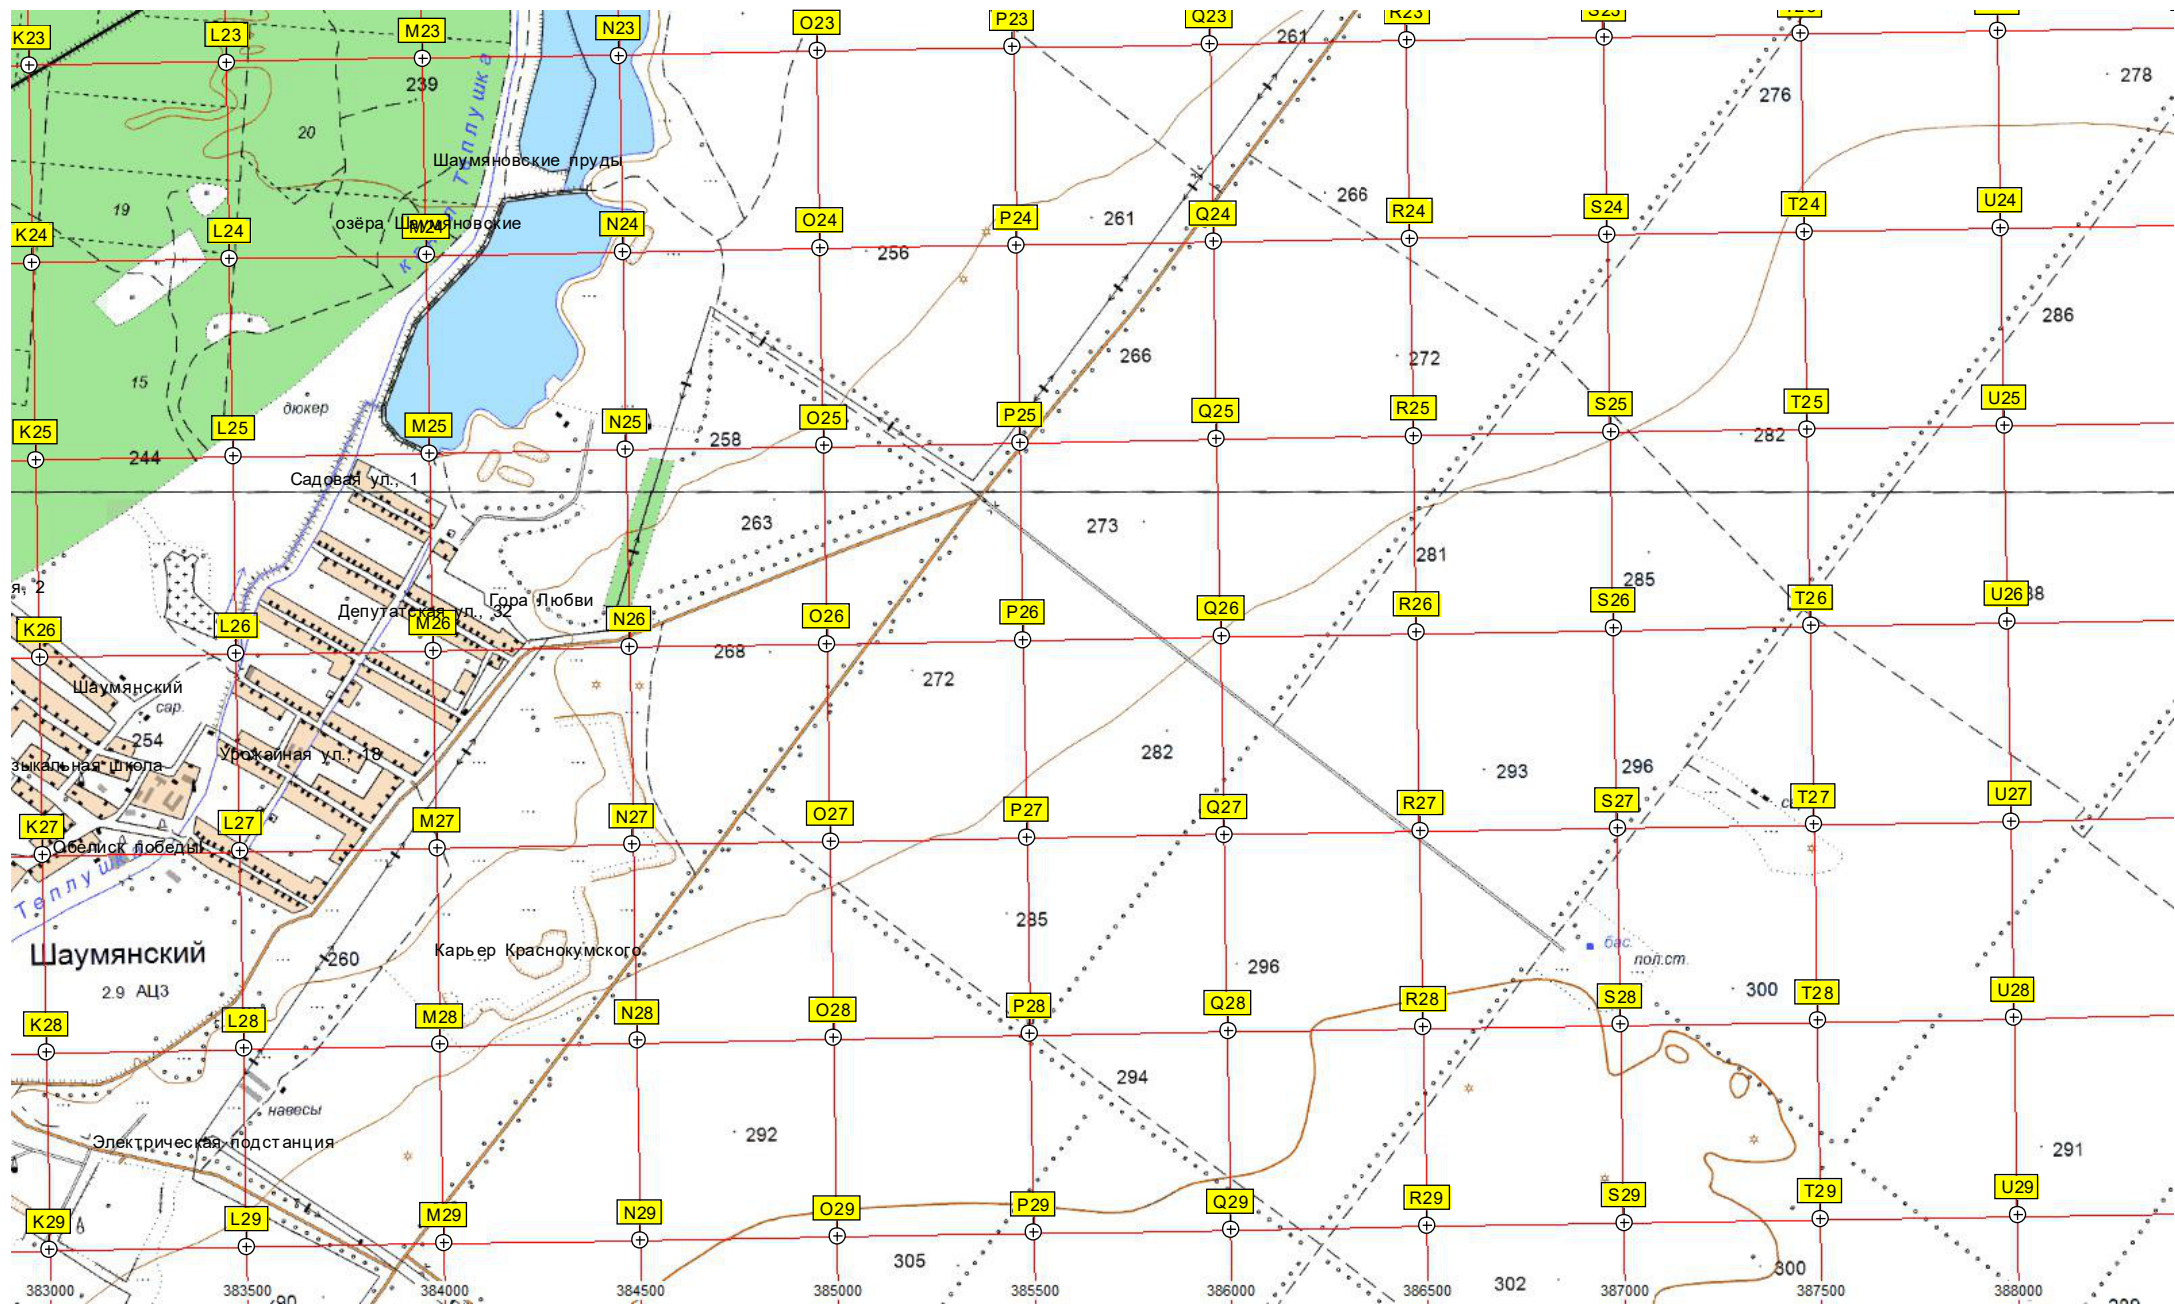 K23 L23 M23 N23 O23 P23 Q23 R23 S23
261
278
239
276
20
Теплушка
Шаумяновские пруды
19
266
261
озёра Шаумяновские
K24 L24 M24 N24 O24 P24 Q24 R24 S24 T24 U24
256
286
266
272
15
дюкер
K25 L25 M25 N25 O25 P25 Q25 R25 S25 T25 U25
244
258
282
Садовая ул., 1
263
273
281
285
я, 2
Гора Любви
Депутатская ул., 32
K26 L26 M26 N26 O26 P26 Q26 R26 S26 T26 U26
268
272
Шаумянский
сар.
254
282
293
296
Урожайная ул., 18
зыкальная школа
K27 L27 M27 N27 O27 P27 Q27 R27 S27 T27 U27
Обелиск победы
Теплушка
285
Шаумянский
2.9 АЦЗ
260
Карьер Краснокумского
296
бас.
пол.ст.
300
K28 L28 M28 N28 O28 P28 Q28 R28 S28 T28 U28
294
навесы
Электрическая подстанция
292
291
K29 L29 M29 N29 O29 P29 Q29 R29 S29 T29 U29
305
302
300
383000 383500 384000 384500 385000 385500 386000 386500 387000 387500 388000